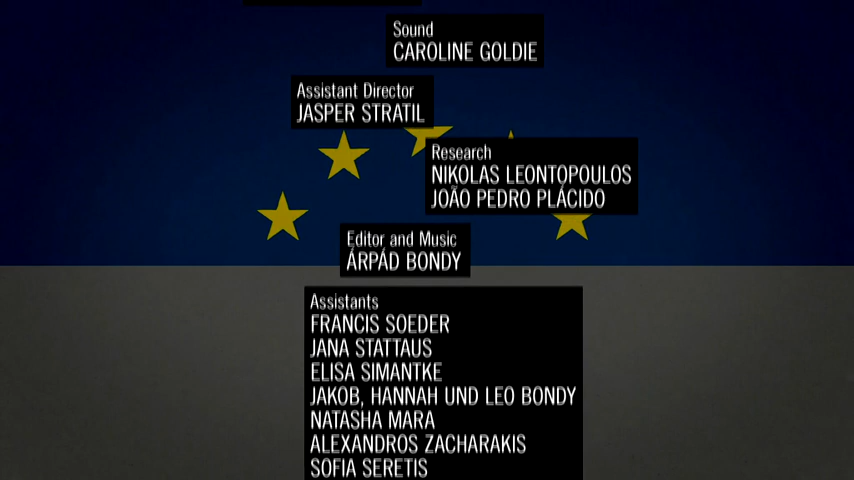 Sound
CAROLINE GOLDIE
Assistant Director
JASPER STRATIL
Research
NIKOLAS LEONTOPOULOS
JOÃO PEDRO PLÁCIDO
Editor and Music
ÁRPÁD BONDY
Assistants
FRANCIS SOEDER
JANA STATTAUS
ELISA SIMANTKE
JAKOB, HANNAH UND LEO BONDY
NATASHA MARA
ALEXANDROS ZACHARAKIS
SOFIA SERETIS